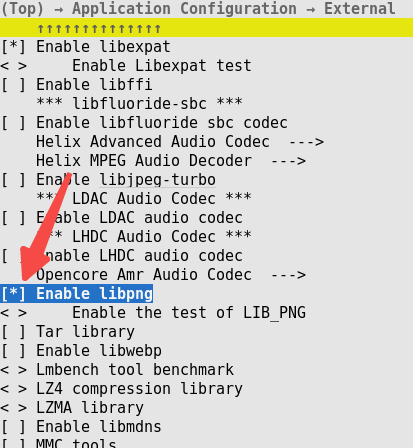 (Top) → Application Configuration → External
↑↑↑↑↑↑↑↑↑↑↑↑↑↑
[*] Enable libexpat
< >     Enable Libexpat test
[ ] Enable libffi
*** libfluoride-sbc ***
[ ] Enable libfluoride sbc codec
Helix Advanced Audio Codec  --->
Helix MPEG Audio Decoder  --->
[ ] Enable libjpeg-turbo
*** LDAC Audio Codec ***
[ ] Enable LDAC audio codec
*** LHDC Audio Codec ***
[ ] Enable LHDC audio codec
Opencore Amr Audio Codec  --->
[*] Enable libpng
< >     Enable the test of LIB_PNG
[ ] Tar library
[ ] Enable libwebp
< > Lmbench tool benchmark
< > LZ4 compression library
< > LZMA library
[ ] Enable libmdns
[ ] MMC tools